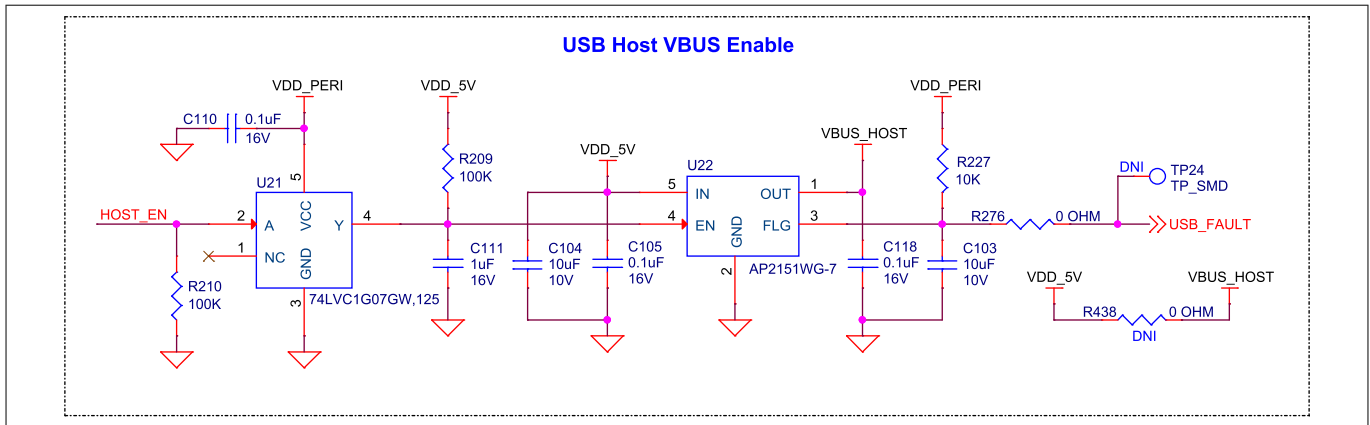 USB Host VBUS Enable
VDD_PERI
VDD_5V
VDD_PERI
C110
0.1uF
16V
VBUS_HOST
VDD_5V
R209
100K
U22
R227
10K
DNI
TP24
TP_SMD
U21
5
VCC
5
IN
OUT
1
HOST_EN
2
A
Y
4
4
EN
GND
FLG
3
R276
0 OHM
USB_FAULT
1
NC
GND
C111
1uF
16V
C104
10uF
10V
C105
0.1uF
16V
2
AP2151WG-7
C118
0.1uF
16V
C103
10uF
10V
VDD_5V
VBUS_HOST
R210
100K
3
74LVC1G07GW,125
R438
0 OHM
DNI